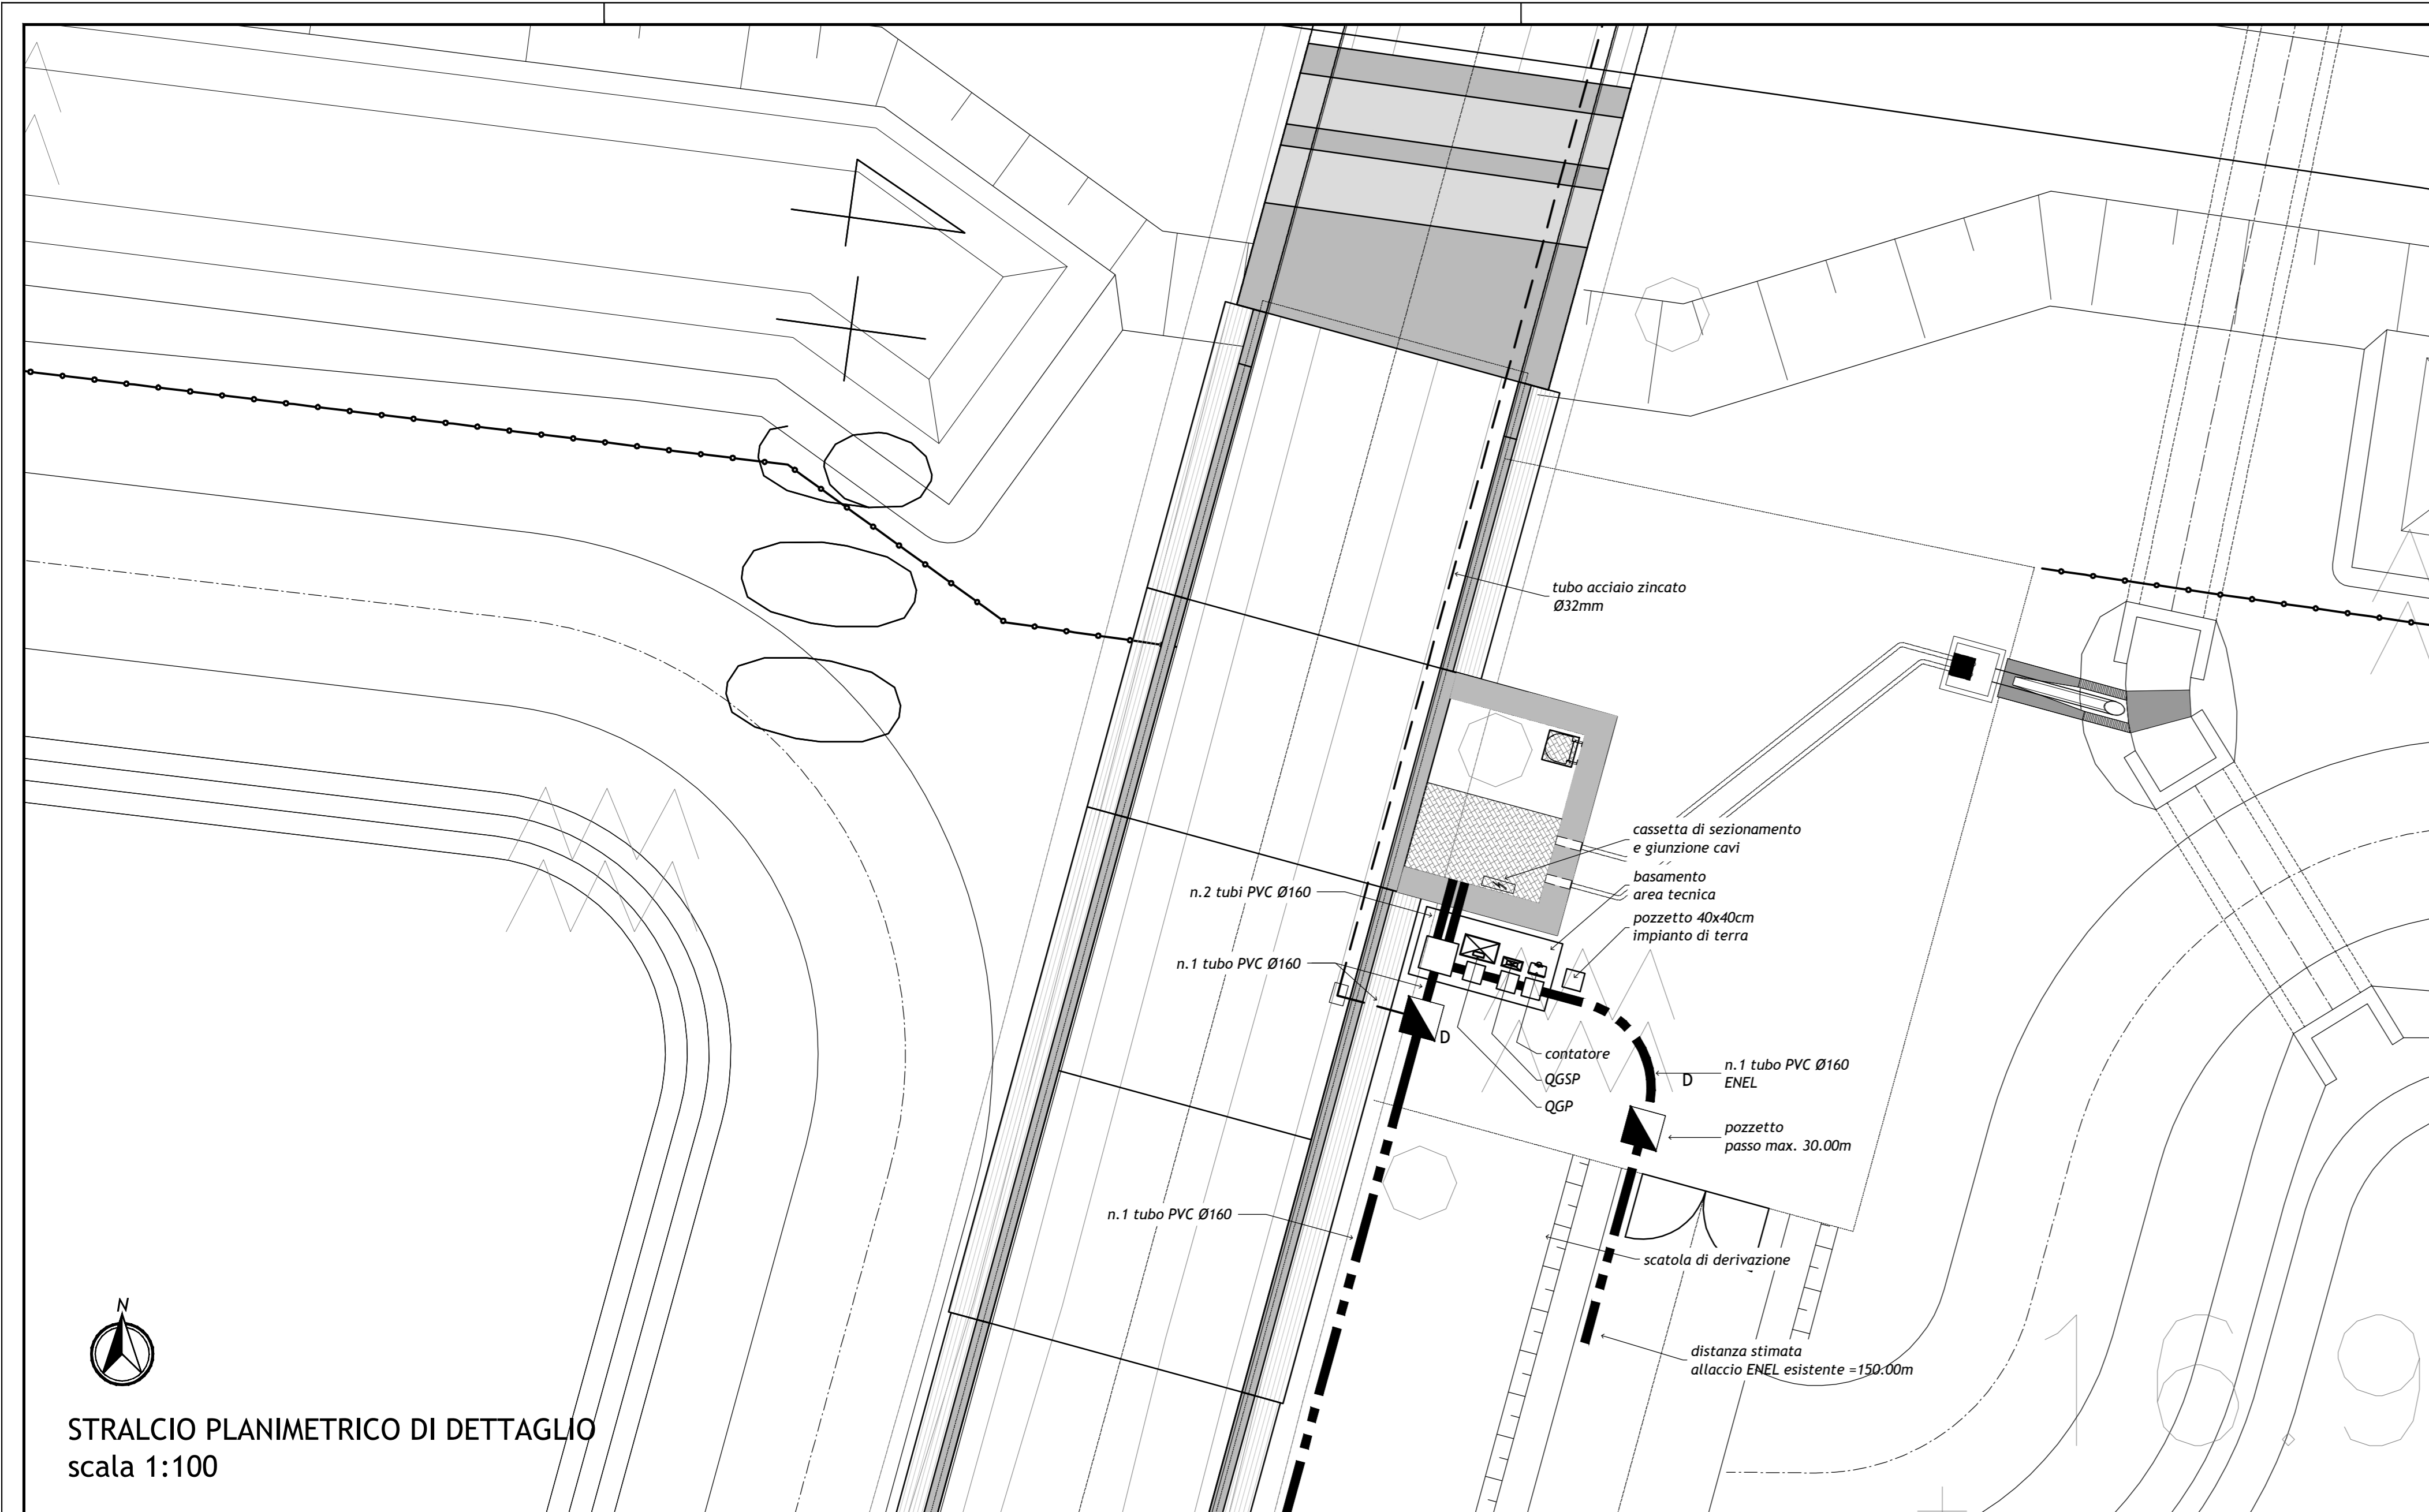 tubo acciaio zincato
Ø32mm
cassetta di sezionamento
e giunzione cavi
basamento
area tecnica
n.2 tubi PVC Ø160
pozzetto 40x40cm
impianto di terra
n.1 tubo PVC Ø160
D
contatore
QGSP
QGP
n.1 tubo PVC Ø160
ENEL
D
pozzetto
passo max. 30.00m
n.1 tubo PVC Ø160
scatola di derivazione
distanza stimata
allaccio ENEL esistente =150.00m
N
STRALCIO PLANIMETRICO DI DETTAGLIO
scala 1:100